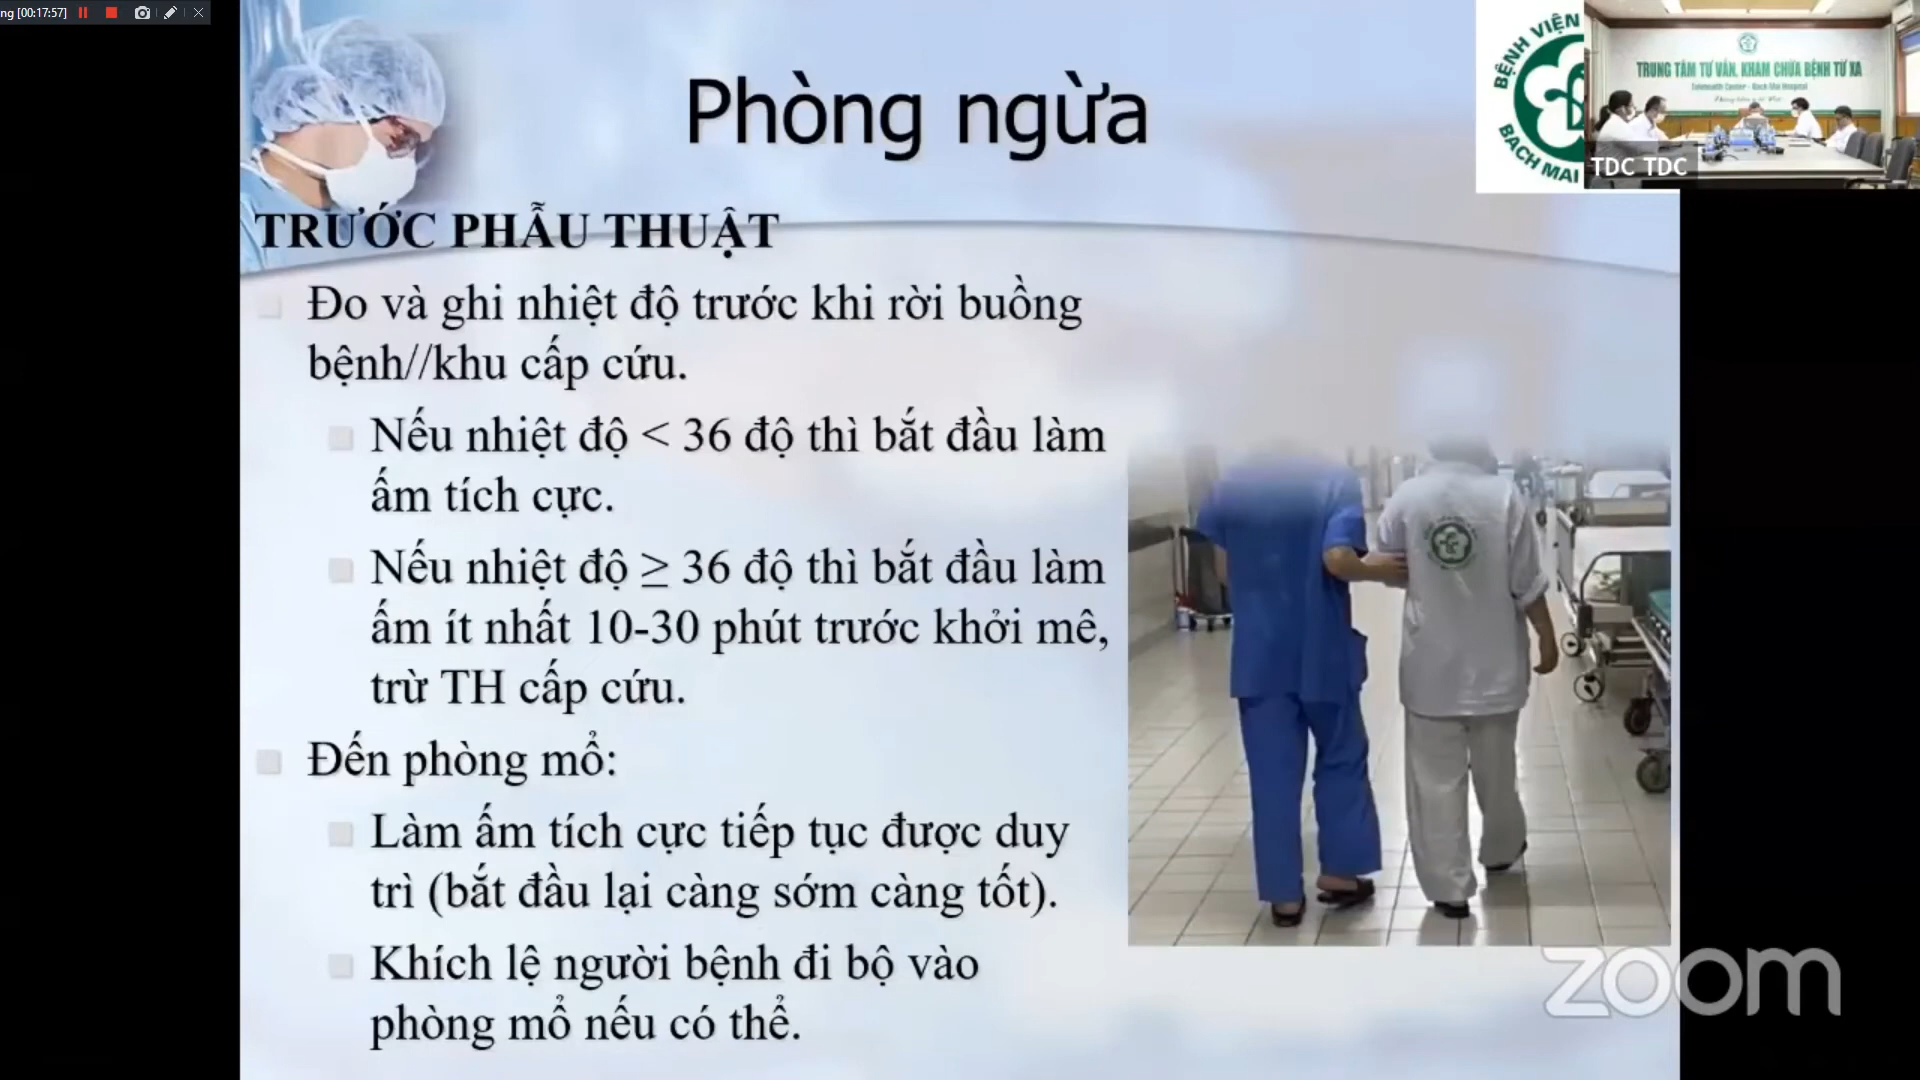 ng [00:17:57]
Phòng ngừa
BỆNH VIỆN
BẠCH MAI
TRUNG TÂM TƯ VẤN, KHÁM CHỮA BỆNH TỪ XA
Telehealth Center - Bach Mai Hospital
TDC TDC
TRƯỚC PHẪU THUẬT
Đo và ghi nhiệt độ trước khi rời buồng
bệnh//khu cấp cứu.
Nếu nhiệt độ < 36 độ thì bắt đầu làm
ấm tích cực.
Nếu nhiệt độ ≥ 36 độ thì bắt đầu làm
ấm ít nhất 10-30 phút trước khởi mê,
trừ TH cấp cứu.
Đến phòng mổ:
Làm ấm tích cực tiếp tục được duy
trì (bắt đầu lại càng sớm càng tốt).
Khích lệ người bệnh đi bộ vào
phòng mổ nếu có thể.
zoom